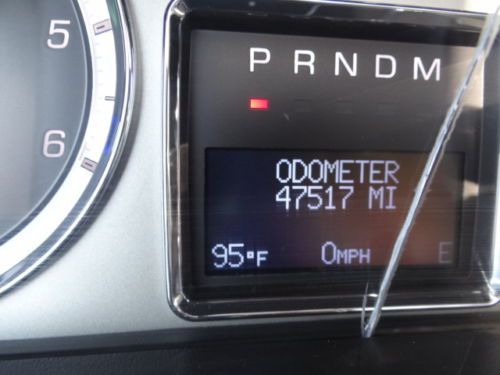 5
6
P R N D M
ODOMETER
47517 MI
95°F 0MPH E